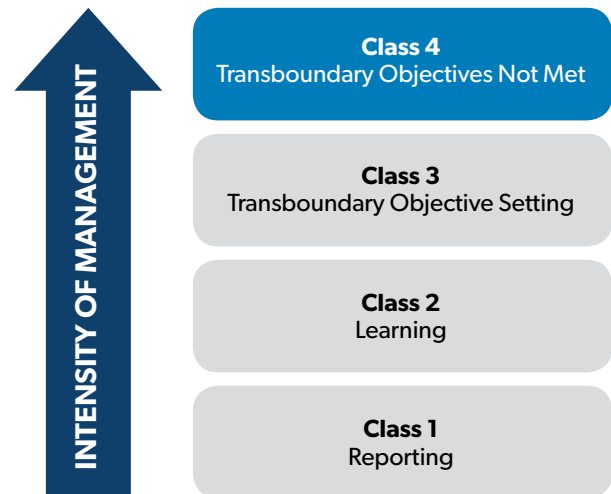 INTENSITY OF MANAGEMENT
Class 4
Transboundary Objectives Not Met
Class 3
Transboundary Objective Setting
Class 2
Learning
Class 1
Reporting